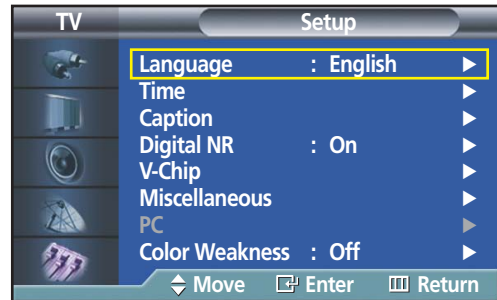 TV Setup
Language : English
Time
Caption
Digital NR : On
V-Chip
Miscellaneous
PC
Color Weakness : Off
Move Enter Return